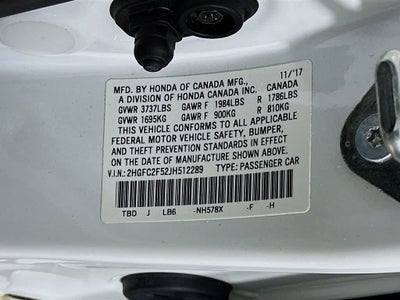 MFD. BY HONDA OF CANADA MFG., 11/'17
A DIVISION OF HONDA CANADA INC. CANADA
GVWR 3737LBS GAWR F 1984LBS R 1786LBS
GVWR 1695KG GAWR F 900KG R 810KG
THIS VEHICLE CONFORMS TO ALL APPLICABLE
FEDERAL MOTOR VEHICLE SAFETY, BUMPER,
AND THEFT PREVENTION STANDARDS IN EFFECT
ON THE DATE OF MANUFACTURE SHOWN ABOVE.
V.I.N.: 2HGFC2F52JH512289 TYPE: PASSENGER CAR
TBD J LB6 -NH578X -F -H